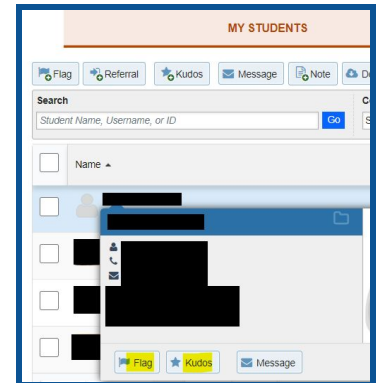 MY STUDENTS
Flag Referral Kudos Message Note
Search
Student Name, Username, or ID Go
Name
Flag Kudos Message